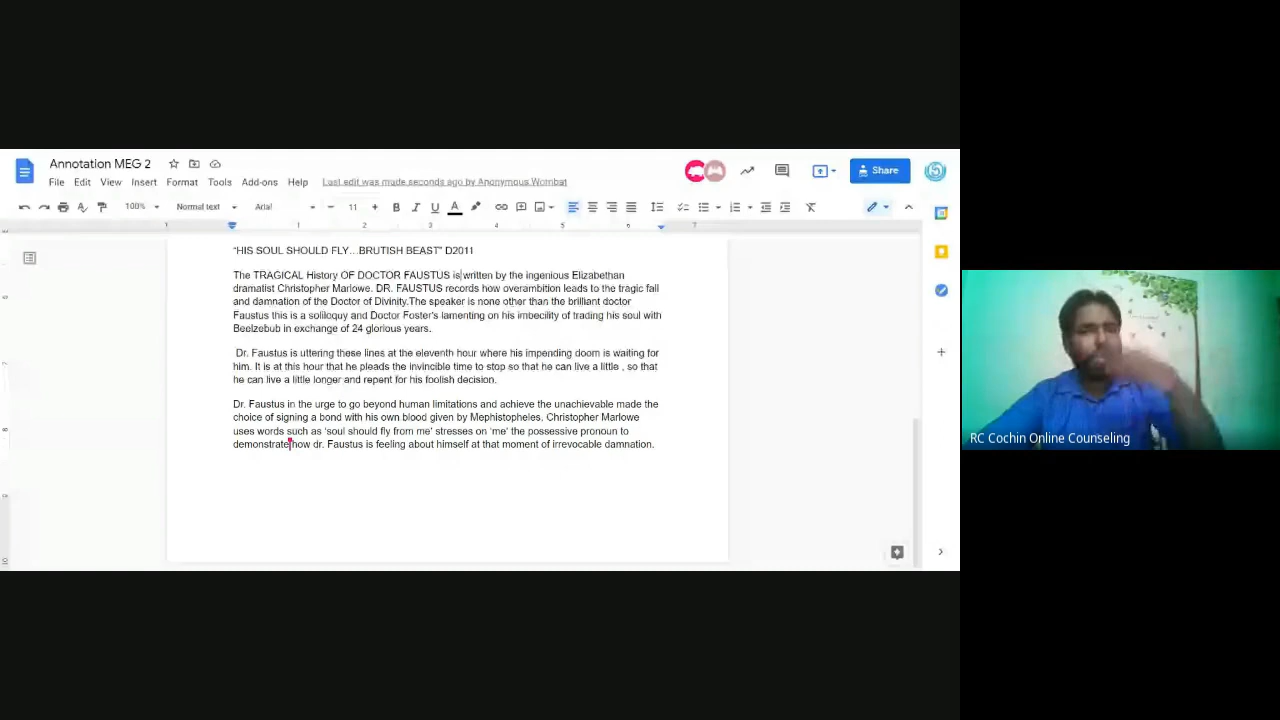 Annotation MEG 2
Share
File Edit View Insert Format Tools Add-ons Help Last edit was made seconds ago by Anonymous Wombat
100% Normal text Arial 11 B I U A
1 1 2 3 4 5 6 7
"HIS SOUL SHOULD FLY...BRUTISH BEAST" D2011
The TRAGICAL History OF DOCTOR FAUSTUS is written by the ingenious Elizabethan
dramatist Christopher Marlowe. DR. FAUSTUS records how overambition leads to the tragic fall
and damnation of the Doctor of Divinity.The speaker is none other than the brilliant doctor
Faustus this is a soliloquy and Doctor Foster's lamenting on his imbecility of trading his soul with
Beelzebub in exchange of 24 glorious years.
Dr. Faustus is uttering these lines at the eleventh hour where his impending doom is waiting for
him. It is at this hour that he pleads the invincible time to stop so that he can live a little , so that
he can live a little longer and repent for his foolish decision.
Dr. Faustus in the urge to go beyond human limitations and achieve the unachievable made the
choice of signing a bond with his own blood given by Mephistopheles. Christopher Marlowe
uses words such as 'soul should fly from me' stresses on 'me' the possessive pronoun to
demonstrate how dr. Faustus is feeling about himself at that moment of irrevocable damnation.
RC Cochin Online Counseling